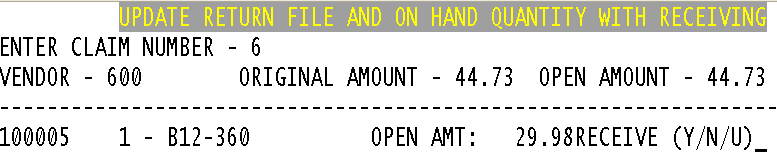 UPDATE RETURN FILE AND ON HAND QUANTITY WITH RECEIVING
ENTER CLAIM NUMBER - 6
VENDOR - 600 ORIGINAL AMOUNT - 44.73 OPEN AMOUNT - 44.73
------------------------------------------------------------------------------
100005 1 - B12-360 OPEN AMT: 29.98RECEIVE (Y/N/U)_